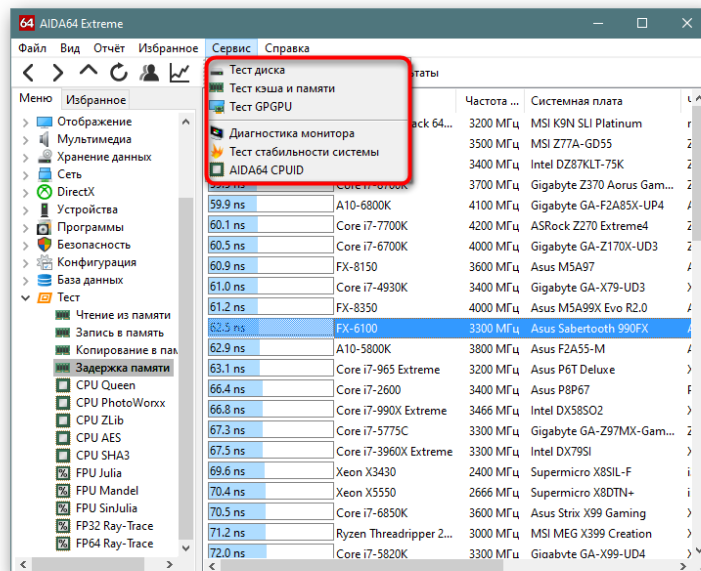 64 AIDA64 Extreme
Файл Вид Отчёт Избранное Сервис Справка
Тест диска
Тест кэша и памяти
Тест GPGPU
Диагностика монитора
Тест стабильности системы
AIDA64 CPUID
Меню Избранное
Отображение
Мультимедиа
Хранение данных
Сеть
DirectX
Устройства
Программы
Безопасность
Конфигурация
База данных
Тест
Чтение из памяти
Запись в память
Копирование в пам
Задержка памяти
CPU Queen
CPU PhotoWorxx
CPU ZLib
CPU AES
CPU SHA3
FPU Julia
FPU Mandel
FPU SinJulia
FP32 Ray-Trace
FP64 Ray-Trace
Частота ... Системная плата
ack 64... 3200 МГц MSI K9N SLI Platinum
3500 МГц MSI Z77A-GD55
3400 МГц Intel DZ87KLT-75K
3700 МГц Gigabyte Z370 Aorus Gam...
59.9 ns A10-6800K 4100 МГц Gigabyte GA-F2A85X-UP4
60.1 ns Core i7-7700K 4200 МГц ASRock Z270 Extreme4
60.5 ns Core i7-6700K 4000 МГц Gigabyte GA-Z170X-UD3
60.9 ns FX-8150 3600 МГц Asus M5A97
61.0 ns Core i7-4930K 3400 МГц Gigabyte GA-X79-UD3
61.2 ns FX-8350 4000 МГц Asus M5A99X Evo R2.0
62.5 ns FX-6100 3300 МГц Asus Sabertooth 990FX
62.9 ns A10-5800K 3800 МГц Asus F2A55-M
63.1 ns Core i7-965 Extreme 3200 МГц Asus P6T Deluxe
66.4 ns Core i7-2600 3400 МГц Asus P8P67
66.8 ns Core i7-990X Extreme 3466 МГц Intel DX58SO2
67.3 ns Core i7-5775C 3300 МГц Gigabyte GA-Z97MX-Gam...
67.5 ns Core i7-3960X Extreme 3300 МГц Intel DX79SI
69.6 ns Xeon X3430 2400 МГц Supermicro X8SIL-F
70.4 ns Xeon X5550 2666 МГц Supermicro X8DTN+
70.5 ns Core i7-6850K 3600 МГц Asus Strix X99 Gaming
71.2 ns Ryzen Threadripper 2... 3000 МГц MSI MEG X399 Creation
72.0 ns Core i7-5820K 3300 МГц Gigabyte GA-X99-UD4